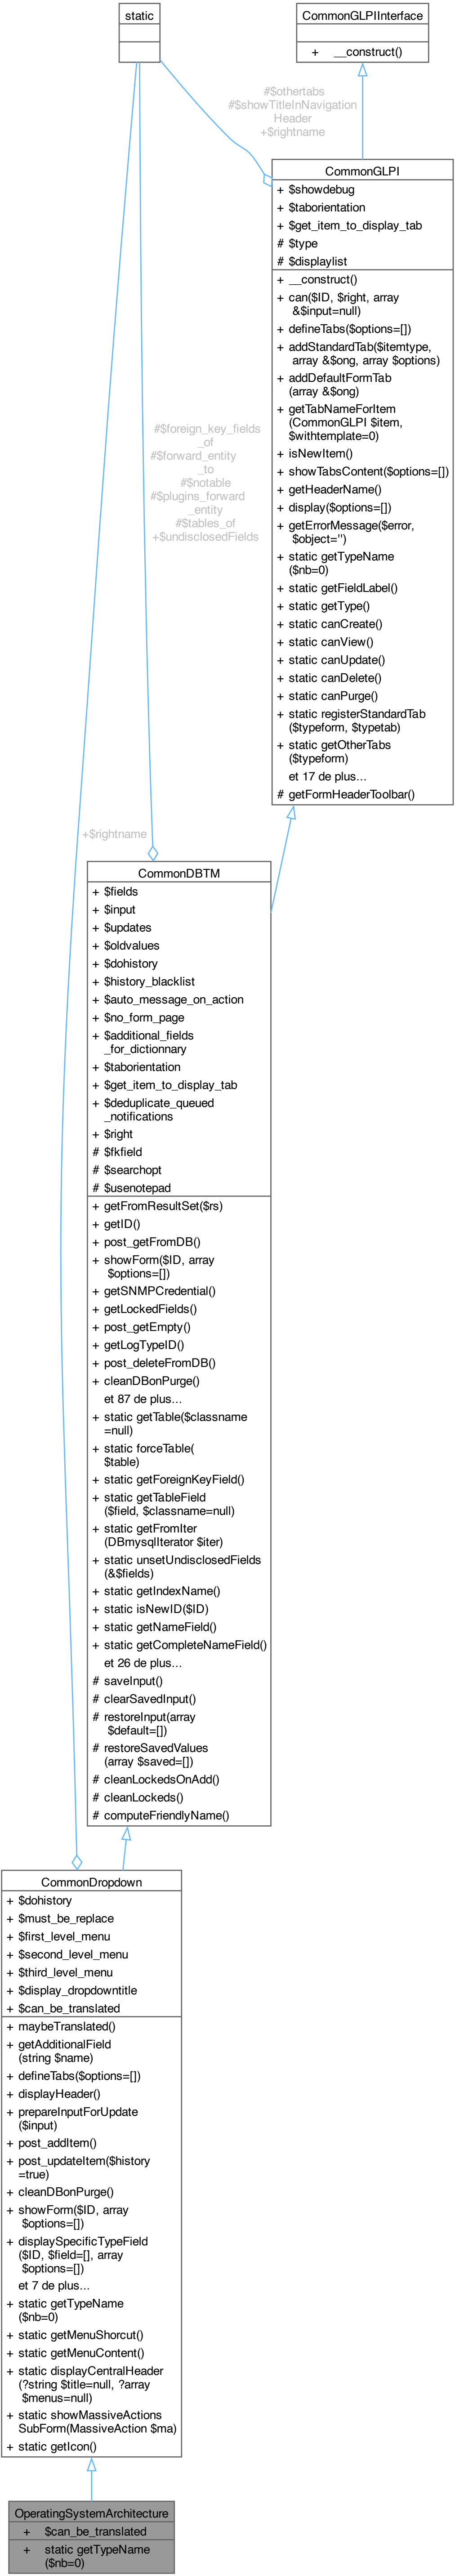 static
CommonGLPIInterface
+ __construct()
#$othertabs
#$showTitleInNavigation
Header
+$rightname
CommonGLPI
+ $showdebug
+ $taborientation
+ $get_item_to_display_tab
# $type
# $displaylist
+ __construct()
+ can($ID, $right, array
&$input=null)
+ defineTabs($options=[])
+ addStandardTab($itemtype,
array &$ong, array $options)
+ addDefaultFormTab
(array &$ong)
+ getTabNameForItem
(CommonGLPI $item,
$withtemplate=0)
+ isNewItem()
+ showTabsContent($options=[])
+ getHeaderName()
+ display($options=[])
+ getErrorMessage($error,
$object='')
+ static getTypeName
($nb=0)
+ static getFieldLabel()
+ static getType()
+ static canCreate()
+ static canView()
+ static canUpdate()
+ static canDelete()
+ static canPurge()
+ static registerStandardTab
($typeform, $typetab)
+ static getOtherTabs
($typeform)
et 17 de plus...
# getFormHeaderToolbar()
#$foreign_key_fields
_of
#$forward_entity
_to
#$notable
#$plugins_forward
_entity
#$tables_of
+$undisclosedFields
+$rightname
CommonDBTM
+ $fields
+ $input
+ $updates
+ $oldvalues
+ $dohistory
+ $history_blacklist
+ $auto_message_on_action
+ $no_form_page
+ $additional_fields
_for_dictionnary
+ $taborientation
+ $get_item_to_display_tab
+ $deduplicate_queued
_notifications
+ $right
# $fkfield
# $searchopt
# $usenotepad
+ getFromResultSet($rs)
+ getID()
+ post_getFromDB()
+ showForm($ID, array
$options=[])
+ getSNMPCredential()
+ getLockedFields()
+ post_getEmpty()
+ getLogTypeID()
+ post_deleteFromDB()
+ cleanDBonPurge()
et 87 de plus...
+ static getTable($classname
=null)
+ static forceTable(
$table)
+ static getForeignKeyField()
+ static getTableField
($field, $classname=null)
+ static getFromIter
(DBmysqlIterator $iter)
+ static unsetUndisclosedFields
(&$fields)
+ static getIndexName()
+ static isNewID($ID)
+ static getNameField()
+ static getCompleteNameField()
et 26 de plus...
# saveInput()
# clearSavedInput()
# restoreInput(array
$default=[])
# restoreSavedValues
(array $saved=[])
# cleanLockedsOnAdd()
# cleanLockeds()
# computeFriendlyName()
CommonDropdown
+ $dohistory
+ $must_be_replace
+ $first_level_menu
+ $second_level_menu
+ $third_level_menu
+ $display_dropdowntitle
+ $can_be_translated
+ maybeTranslated()
+ getAdditionalField
(string $name)
+ defineTabs($options=[])
+ displayHeader()
+ prepareInputForUpdate
($input)
+ post_addItem()
+ post_updateItem($history
=true)
+ cleanDBonPurge()
+ showForm($ID, array
$options=[])
+ displaySpecificTypeField
($ID, $field=[], array
$options=[])
et 7 de plus...
+ static getTypeName
($nb=0)
+ static getMenuShorcut()
+ static getMenuContent()
+ static displayCentralHeader
(?string $title=null, ?array
$menus=null)
+ static showMassiveActions
SubForm(MassiveAction $ma)
+ static getIcon()
OperatingSystemArchitecture
+ $can_be_translated
+ static getTypeName
($nb=0)